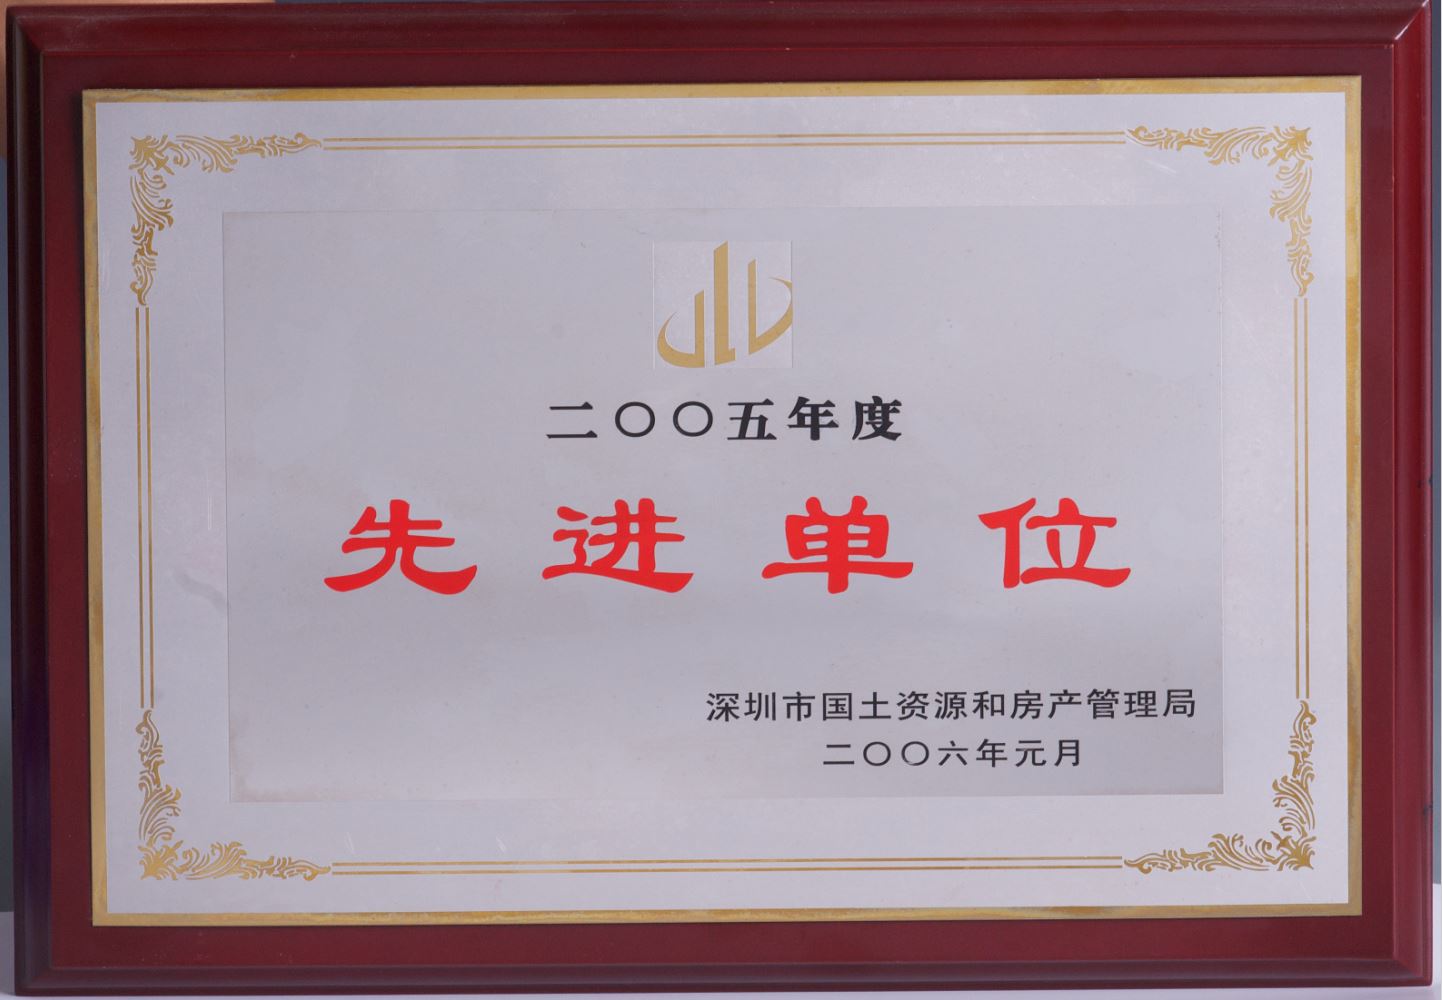 二〇〇五年度
先进单位
深圳市国土资源和房产管理局
二〇〇六年元月